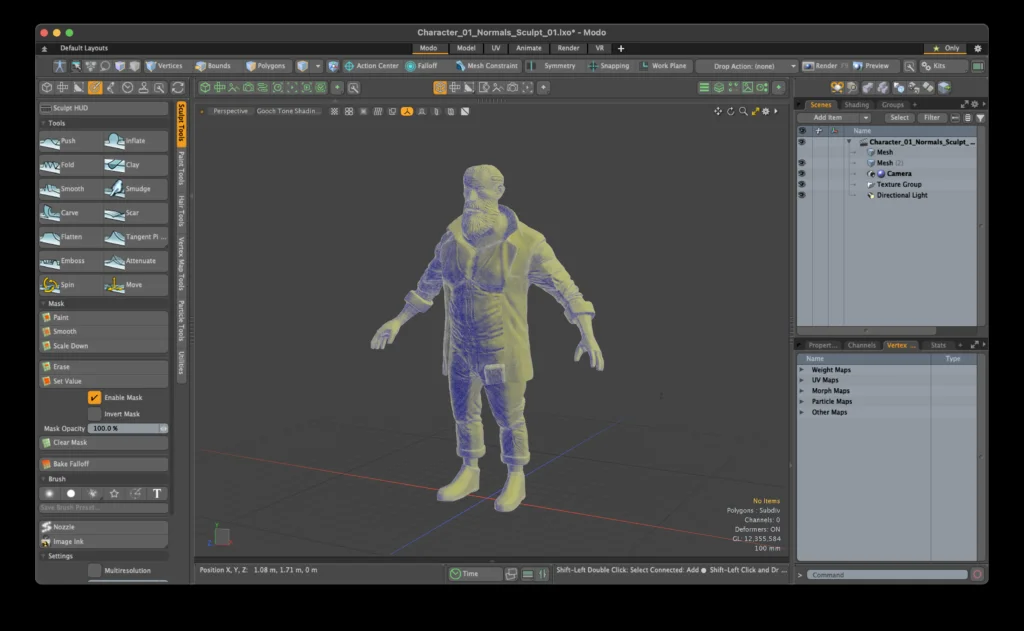 Character_01_Normals_Sculpt_01.lxo* - Modo
Default Layouts
Modo Model UV Animate Render VR + ★ Only
Vertices Bounds Polygons Action Center Falloff Mesh Constraint Symmetry Snapping Work Plane Drop Action: (none) Render Preview Kits
Sculpt HUD
Tools
Push Inflate
Fold Clay
Smooth Smudge
Carve Scar
Flatten Tangent Pi ...
Emboss Attenuate
Spin Move
Mask
Paint
Smooth
Scale Down
Erase
Set Value
Enable Mask
Invert Mask
Mask Opacity 100.0 %
Clear Mask
Bake Falloff
Brush
T
Save Brush Preset...
Nozzle
Image Ink
Settings
Multiresolution
Sculpt Tools
Paint Tools
Hair Tools
Vertex Map Tools
Particle Tools
Utilities
Perspective Gooch Tone Shadin...
Y
Z
No Items
Polygons : Subdiv
Channels: 0
Deformers: ON
GL: 12,355,584
100 mm
Position X, Y, Z: 1.08 m, 1.71 m, 0 m
Time
Shift-Left Double Click: Select Connected: Add ● Shift-Left Click and Dr ...
Scenes Shading Groups +
Add Item Select Filter
Name
Character_01_Normals_Sculpt_ ...
Mesh
Mesh (2)
Camera
Texture Group
Directional Light
Propert... Channels Vertex ... Stats +
Name Type
Weight Maps
UV Maps
Morph Maps
Particle Maps
Other Maps
> Command